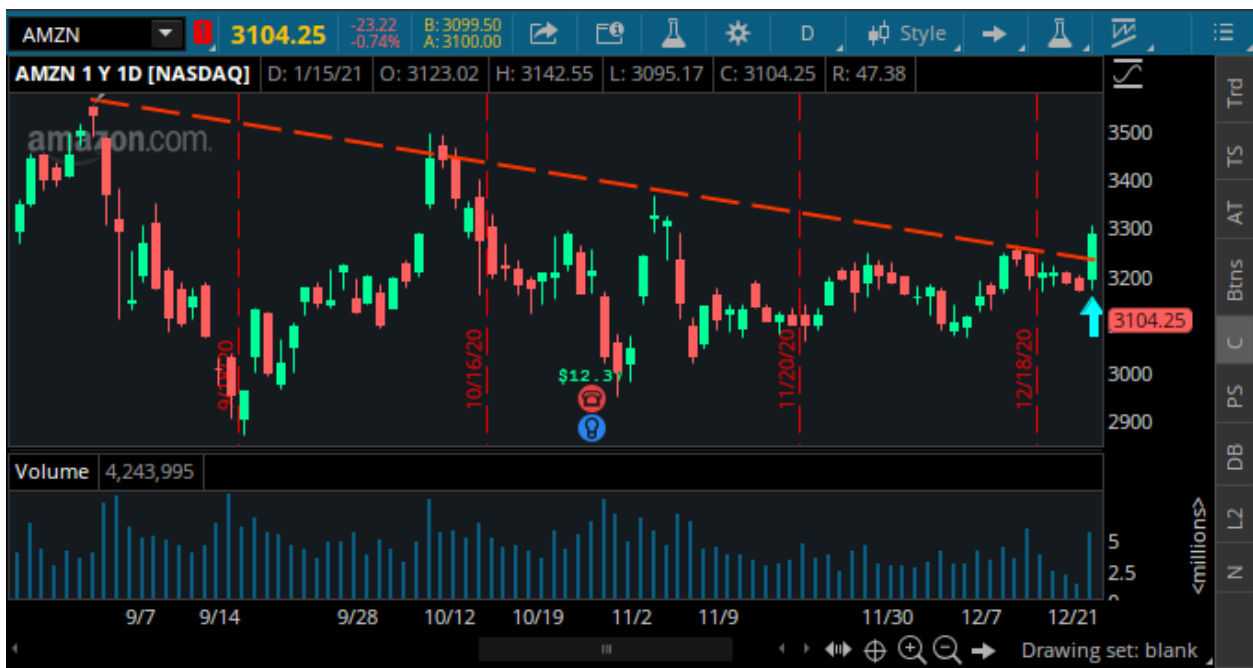 AMZN 1 3104.25 -23.22 B: 3099.50 D Style
-0.74% A: 3100.00
AMZN 1 Y 1D [NASDAQ] D: 1/15/21 O: 3123.02 H: 3142.55 L: 3095.17 C: 3104.25 R: 47.38
amazon.com.
3500
3400
3300
3200
3104.25
3000
2900
10/16/20
11/20/20
12/18/20
Trd
TS
AT
Btns
C
PS
DB
L2
N
Volume 4,243,995
5
2.5
<millions>
9/7 9/14 9/28 10/12 10/19 11/2 11/9 11/30 12/7 12/21
Drawing set: blank